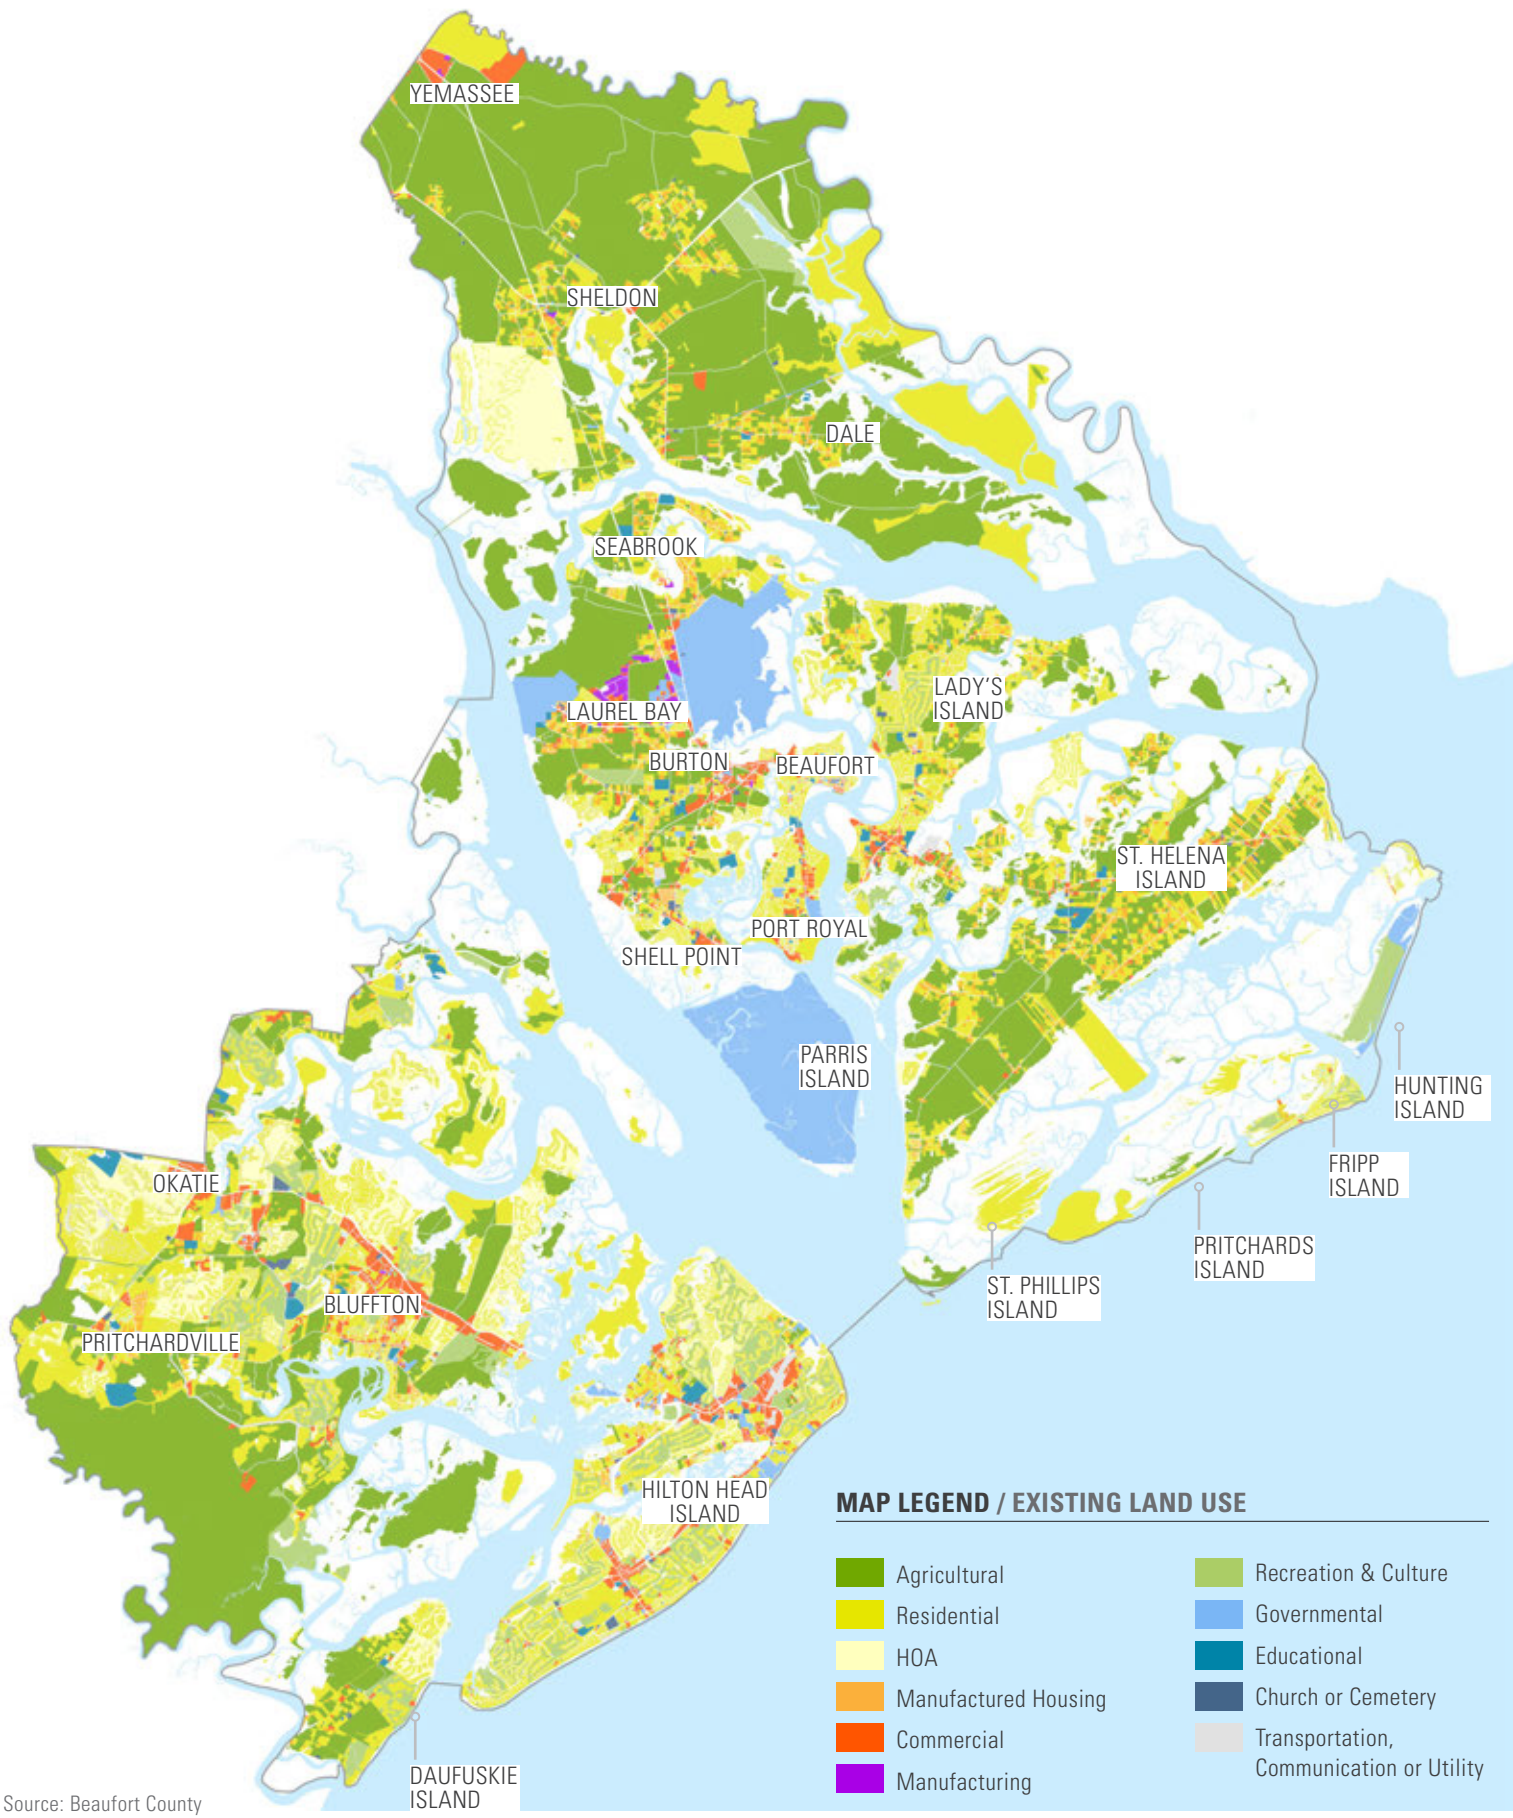 YEMASSEE
SHELDON
DALE
SEABROOK
LADY'S
ISLAND
LAUREL BAY
BURTON
BEAUFORT
ST. HELENA
ISLAND
PORT ROYAL
SHELL POINT
PARRIS
ISLAND
HUNTING
ISLAND
FRIPP
ISLAND
OKATIE
PRITCHARDS
ISLAND
ST. PHILLIPS
ISLAND
BLUFFTON
PRITCHARDVILLE
HILTON HEAD
ISLAND
DAUFUSKIE
ISLAND
MAP LEGEND / EXISTING LAND USE
Agricultural
Residential
HOA
Manufactured Housing
Commercial
Manufacturing
Recreation & Culture
Governmental
Educational
Church or Cemetery
Transportation,
Communication or Utility
Source: Beaufort County